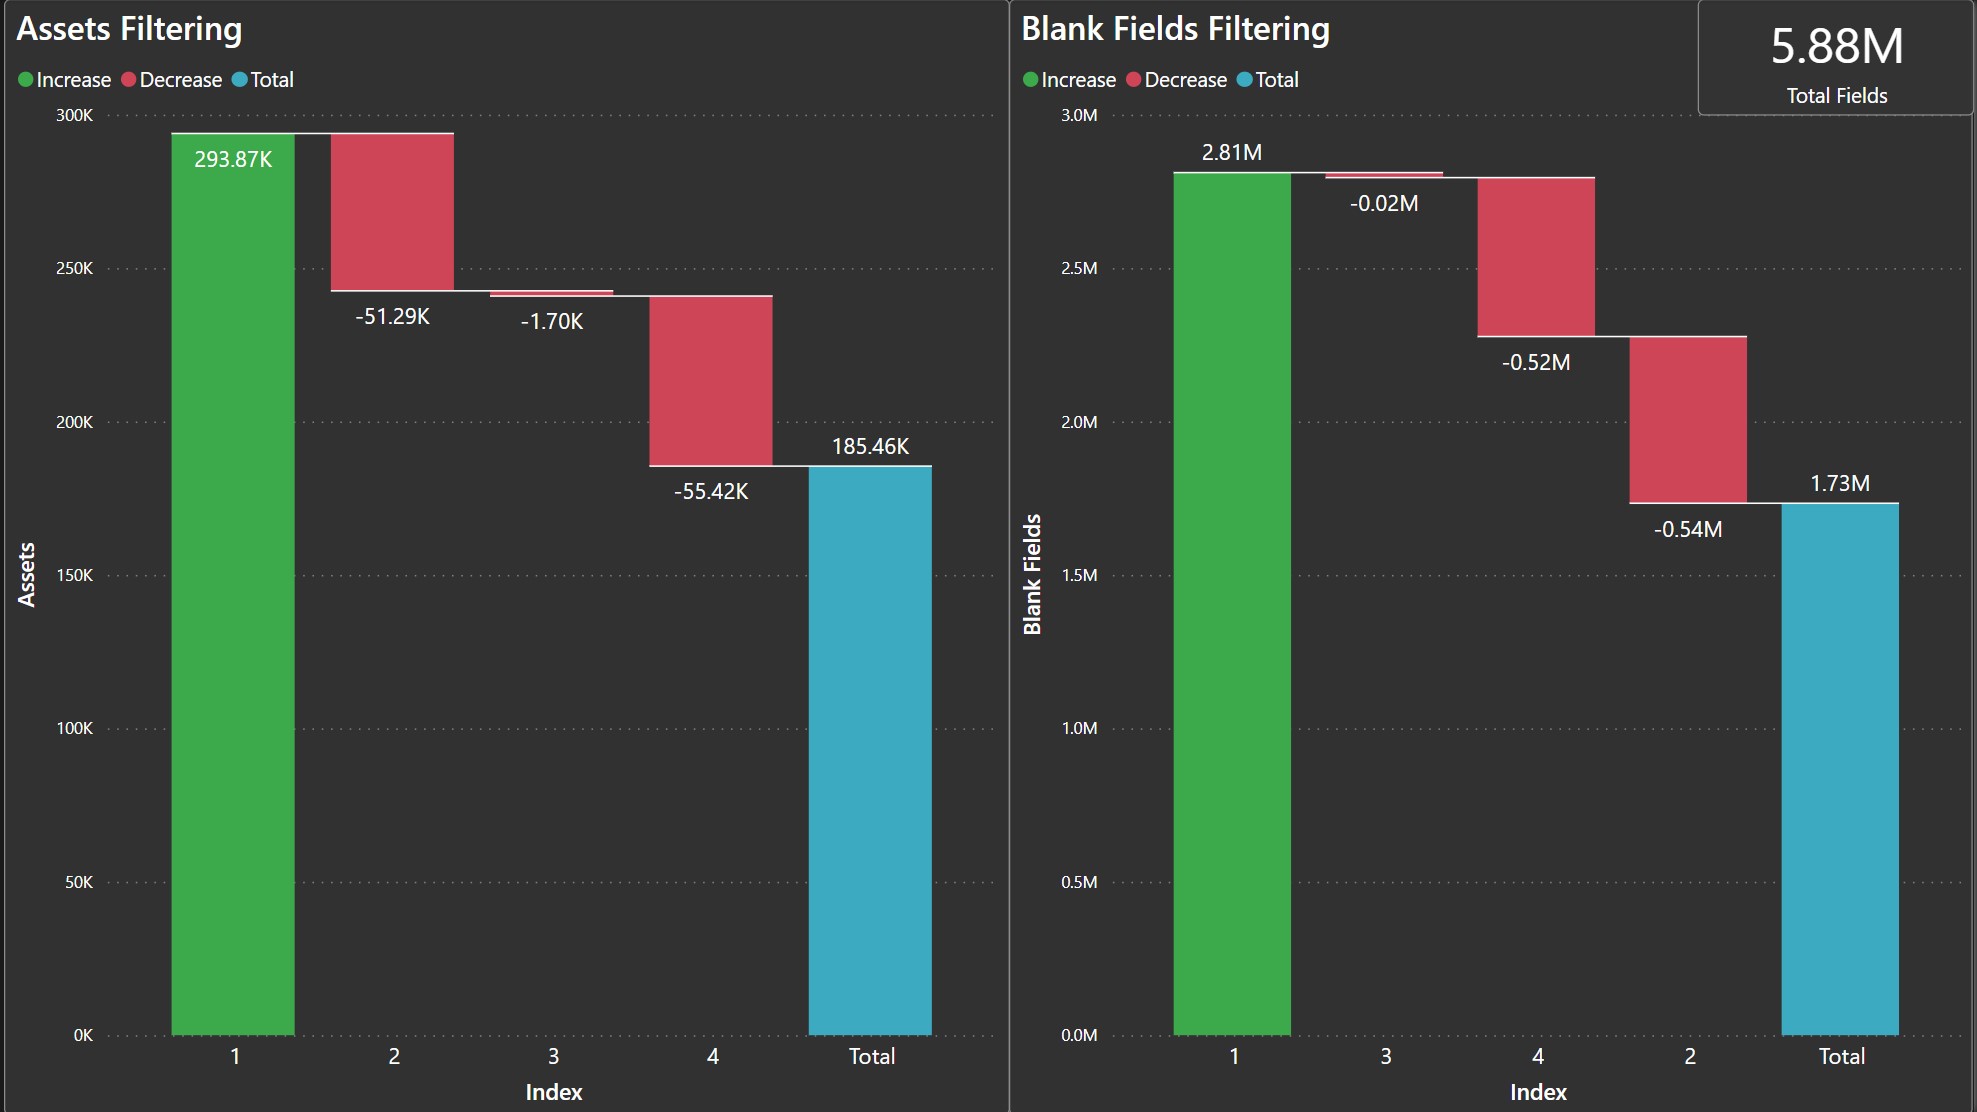 Assets Filtering
Increase Decrease Total
300K
250K
200K
150K
100K
50K
0K
Assets
293.87K
-51.29K
-1.70K
-55.42K
185.46K
1 2 3 4 Total
Index
Blank Fields Filtering
Increase Decrease Total
5.88M
Total Fields
3.0M
2.5M
2.0M
1.5M
1.0M
0.5M
0.0M
Blank Fields
2.81M
-0.02M
-0.52M
-0.54M
1.73M
1 3 4 2 Total
Index